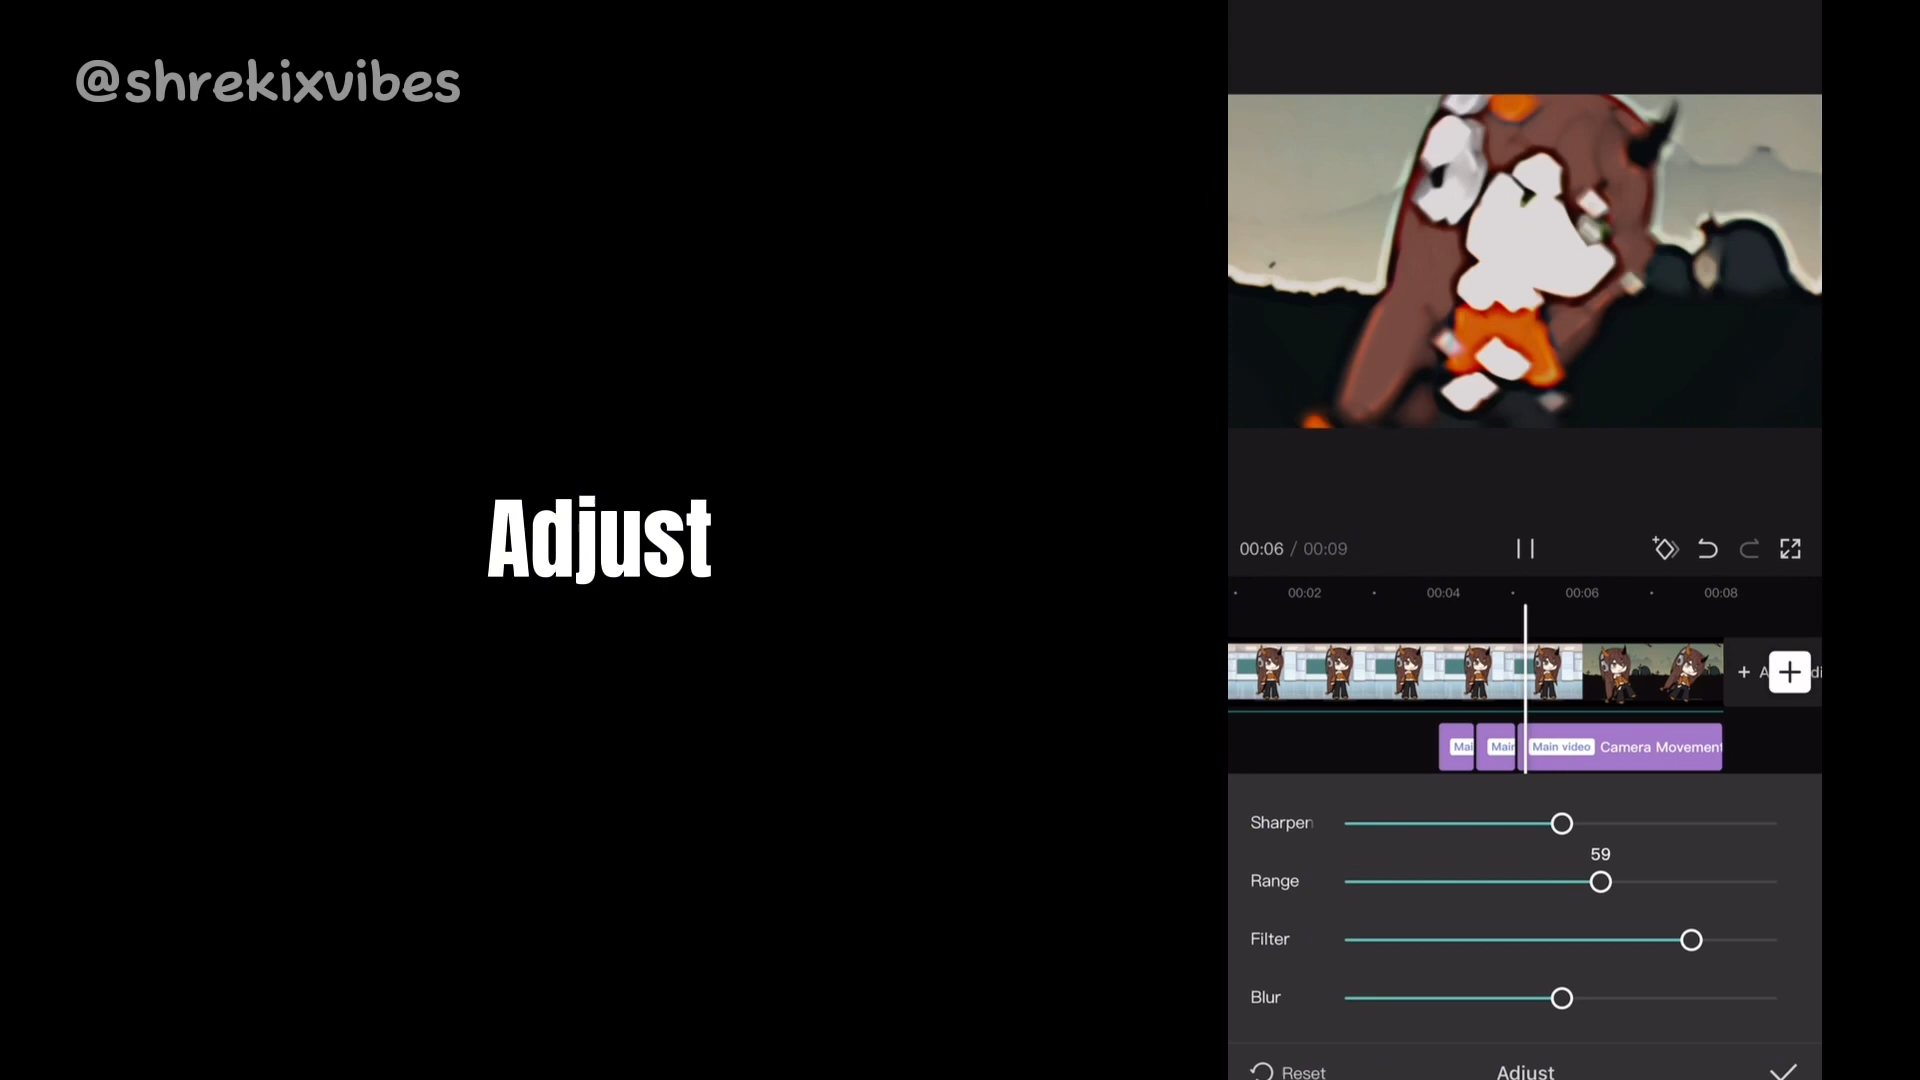 @shrekixvibes
Adjust
00:06 / 00:09
00:02
00:04
00:06
00:08
Main video
Camera Movement
Sharpen
59
Range
Filter
Blur
Reset
Adjust